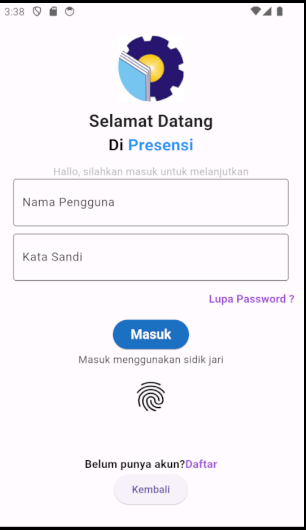 3:38
Selamat Datang
Di Presensi
Hallo, silahkan masuk untuk melanjutkan
Nama Pengguna
Kata Sandi
Lupa Password ?
Masuk
Masuk menggunakan sidik jari
Belum punya akun?Daftar
Kembali